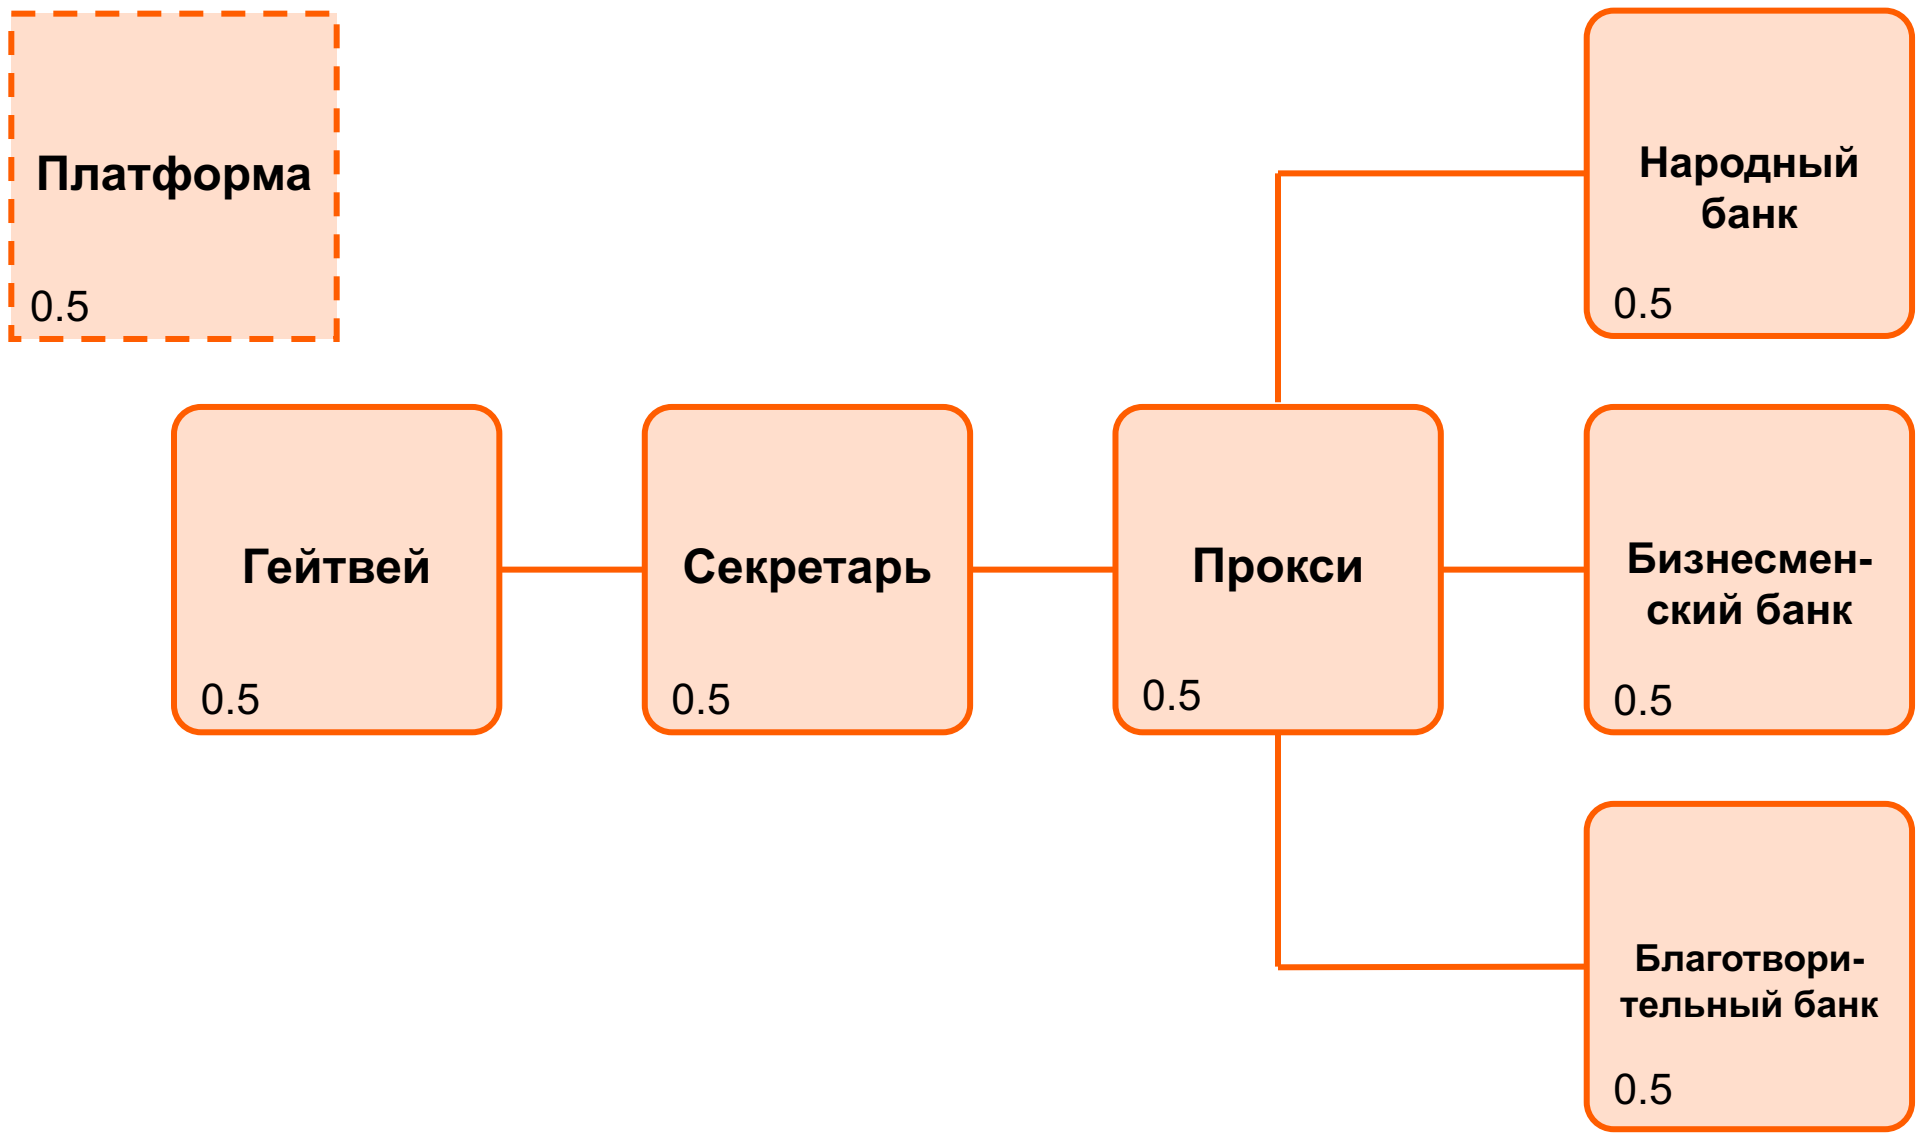 Платформа
0.5
Народный
банк
0.5
Гейтвей
0.5
Секретарь
0.5
Прокси
0.5
Бизнесмен-
ский банк
0.5
Благотвори-
тельный банк
0.5